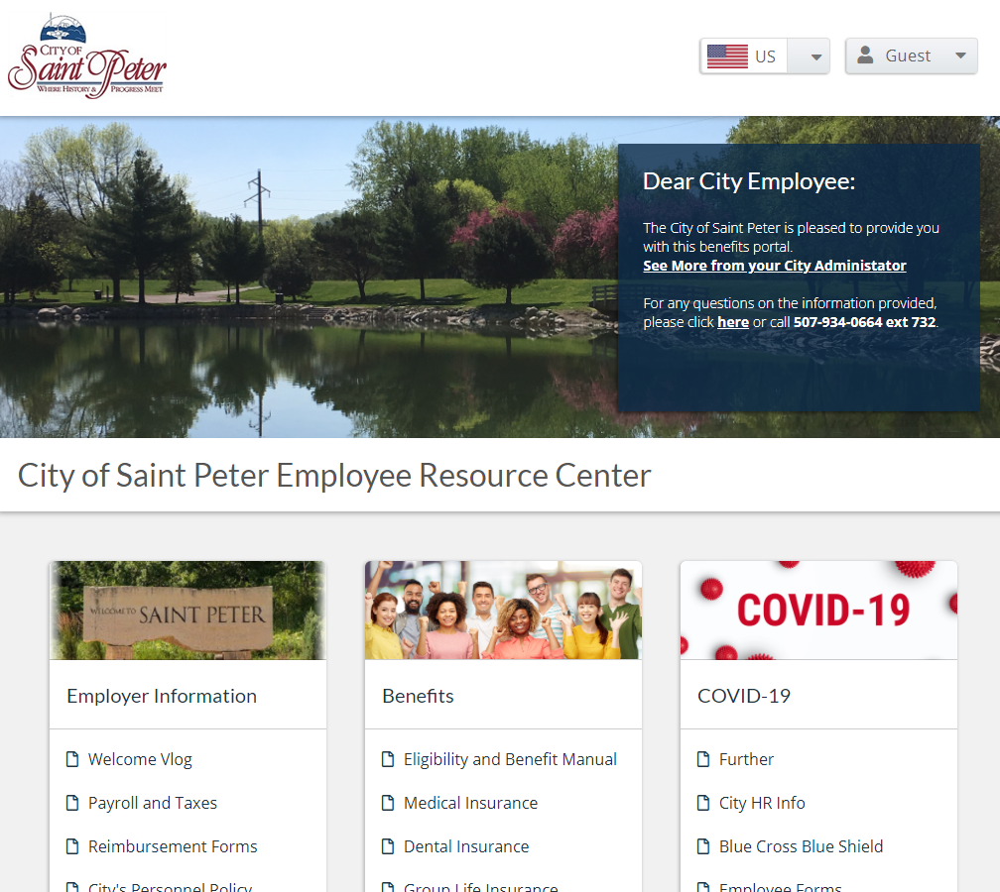 CITY OF
Saint Peter
WHERE HISTORY & PROGRESS MEET
US
Guest
Dear City Employee:
The City of Saint Peter is pleased to provide you
with this benefits portal.
See More from your City Administator
For any questions on the information provided,
please click here or call 507-934-0664 ext 732.
City of Saint Peter Employee Resource Center
WELCOME TO SAINT PETER
COVID-19
Employer Information
Benefits
COVID-19
Welcome Vlog
Eligibility and Benefit Manual
Further
Payroll and Taxes
Medical Insurance
City HR Info
Reimbursement Forms
Dental Insurance
Blue Cross Blue Shield
City's Personnel Policy
Group Life Insurance
Employee Forms